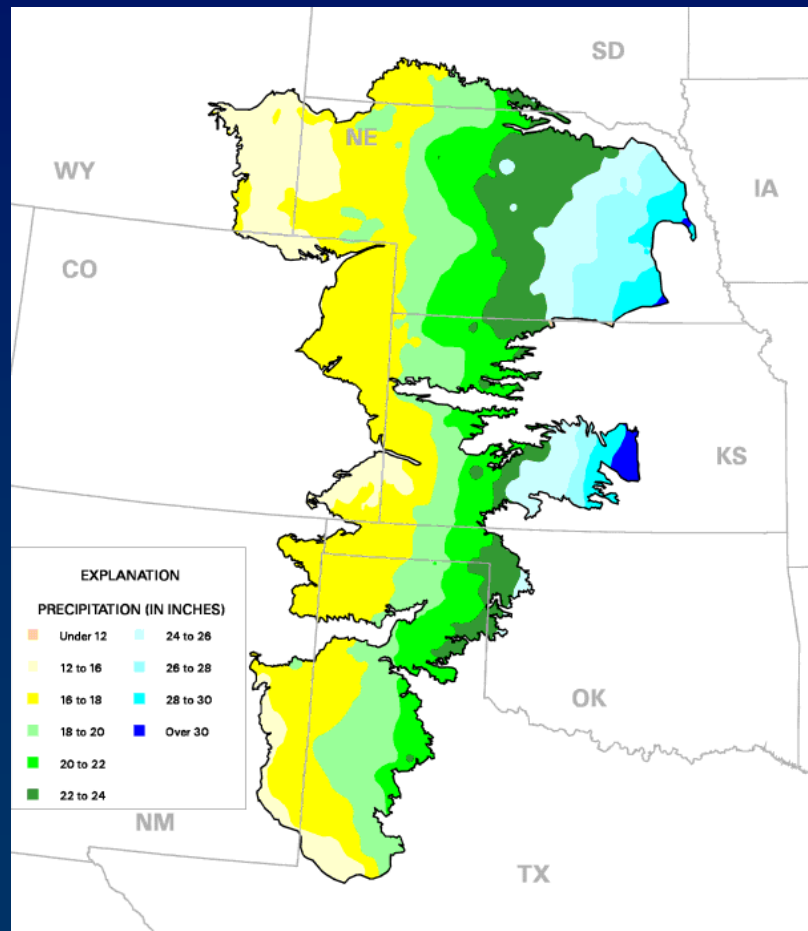 SD
NE
WY
IA
CO
KS
EXPLANATION
PRECIPITATION (IN INCHES)
Under 12
24 to 26
12 to 16
26 to 28
16 to 18
28 to 30
18 to 20
Over 30
20 to 22
22 to 24
OK
NM
TX